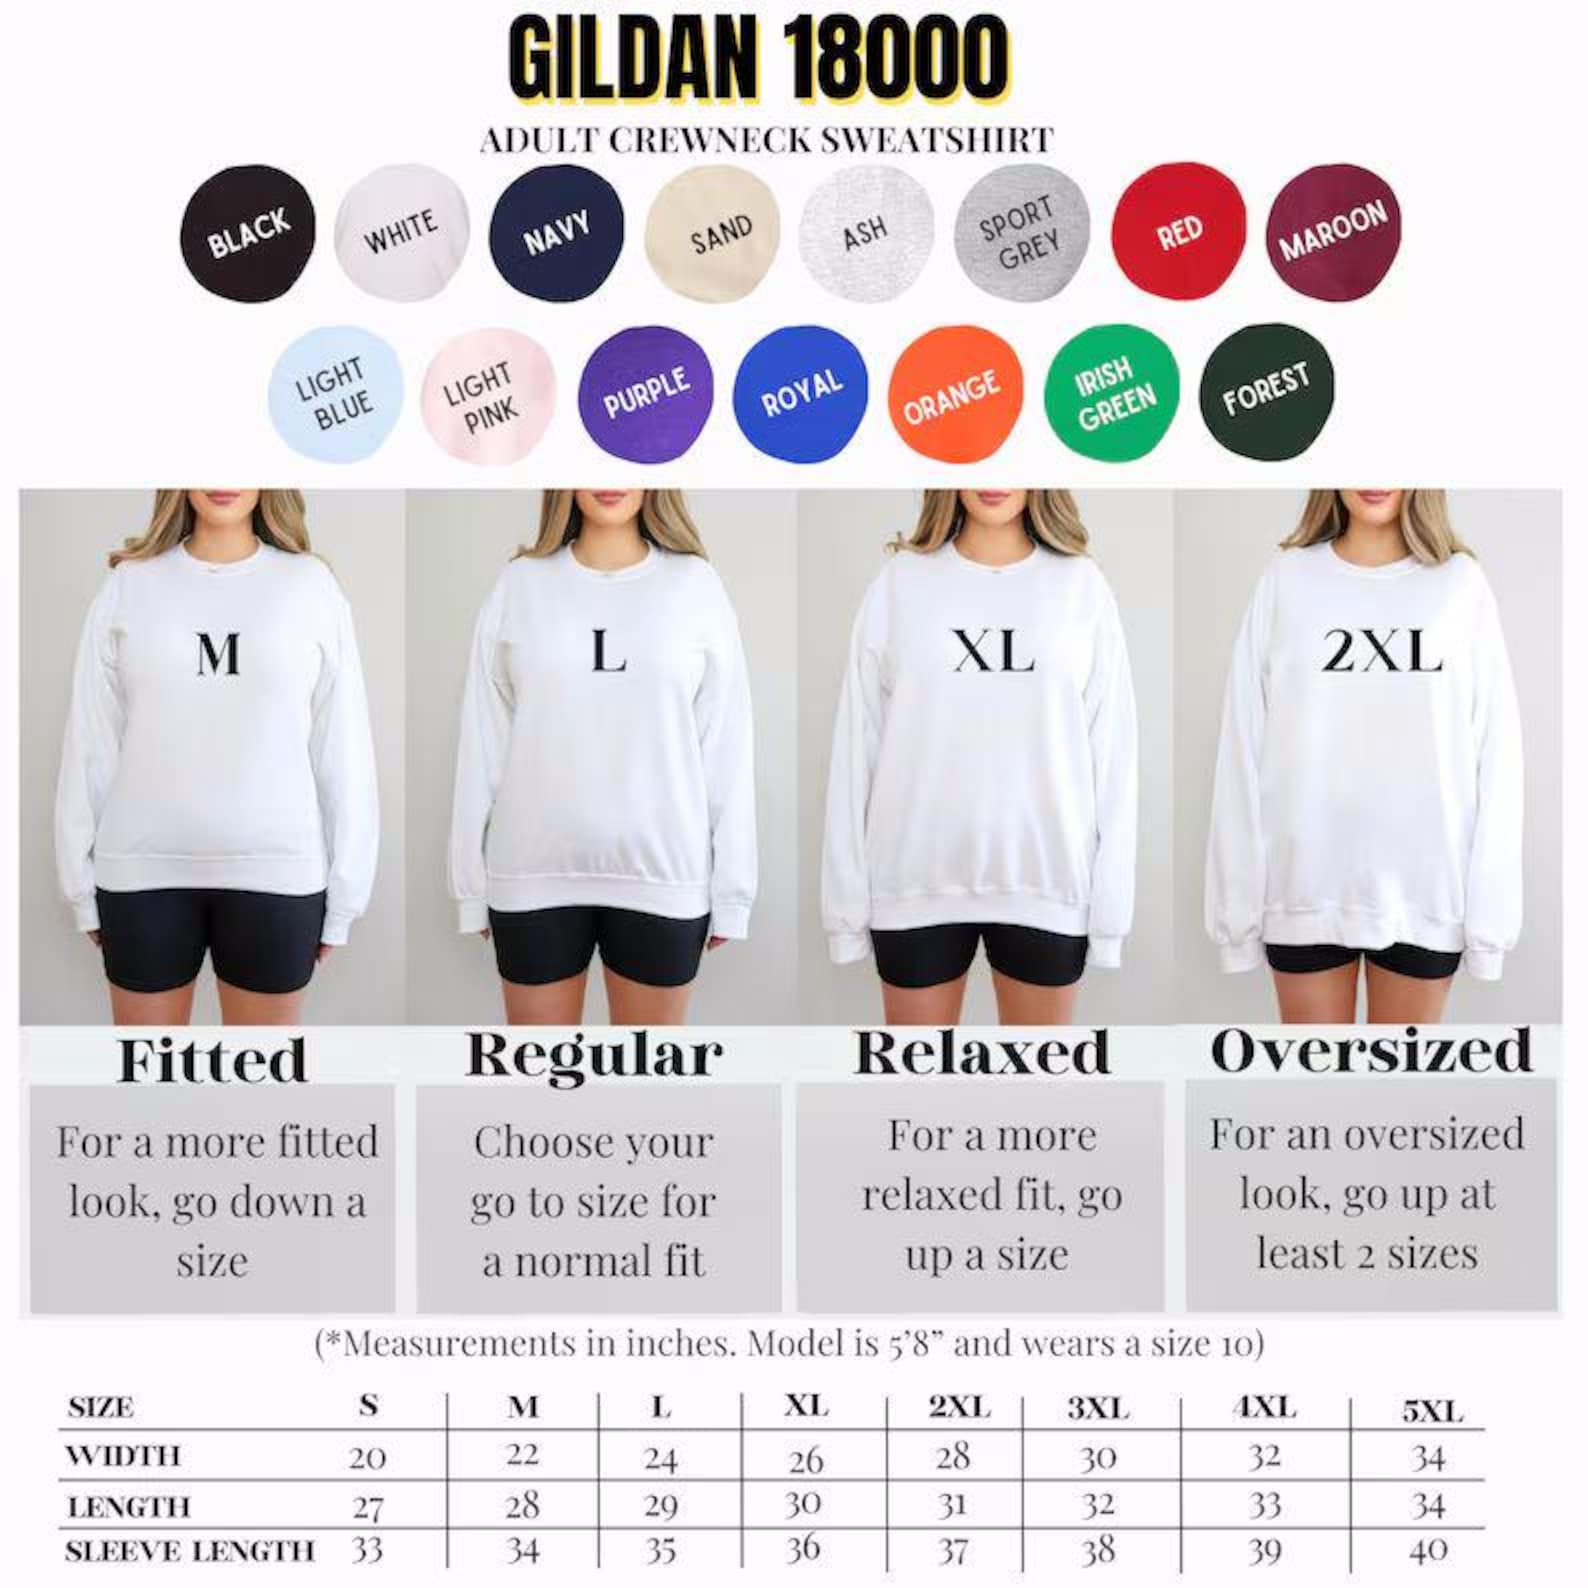 GILDAN 18000
ADULT CREWNECK SWEATSHIRT
BLACK
WHITE
NAVY
SAND
ASH
SPORT
GREY
RED
MAROON
LIGHT
BLUE
LIGHT
PINK
PURPLE
ROYAL
ORANGE
IRISH
GREEN
FOREST
M
L
XL
2XL
Fitted
For a more fitted
look, go down a
size
Regular
Choose your
go to size for
a normal fit
Relaxed
For a more
relaxed fit, go
up a size
Oversized
For an oversized
look, go up at
least 2 sizes
(*Measurements in inches. Model is 5’8” and wears a size 10)
SIZE S M L XL 2XL 3XL 4XL 5XL
WIDTH 20 22 24 26 28 30 32 34
LENGTH 27 28 29 30 31 32 33 34
SLEEVE LENGTH 33 34 35 36 37 38 39 40